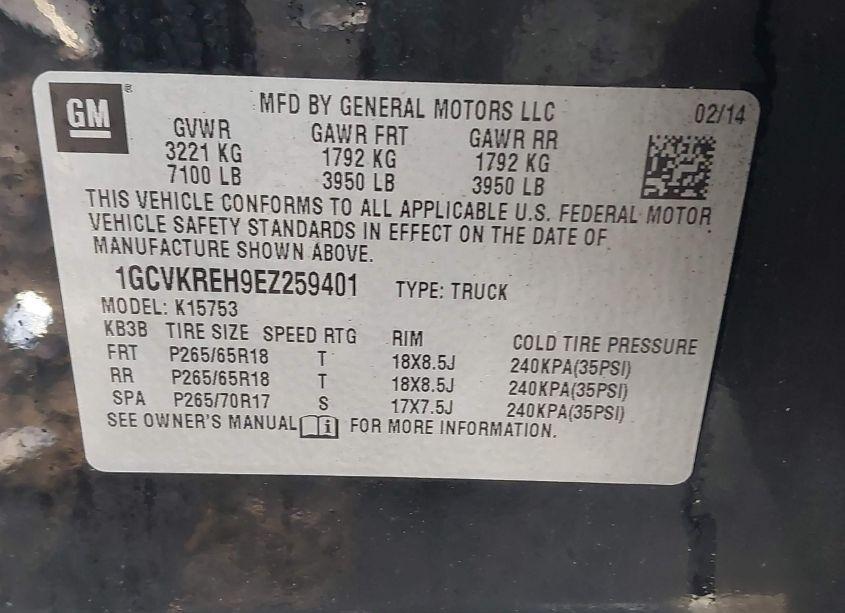 GM ®
MFD BY GENERAL MOTORS LLC 02/14
GVWR GAWR FRT GAWR RR
3221 KG 1792 KG 1792 KG
7100 LB 3950 LB 3950 LB
THIS VEHICLE CONFORMS TO ALL APPLICABLE U.S. FEDERAL MOTOR
VEHICLE SAFETY STANDARDS IN EFFECT ON THE DATE OF
MANUFACTURE SHOWN ABOVE.
1GCVKREH9EZ259401 TYPE: TRUCK
MODEL: K15753
KB3B TIRE SIZE SPEED RTG RIM COLD TIRE PRESSURE
FRT P265/65R18 T 18X8.5J 240KPA(35PSI)
RR P265/65R18 T 18X8.5J 240KPA(35PSI)
SPA P265/70R17 S 17X7.5J 240KPA(35PSI)
SEE OWNER'S MANUAL i FOR MORE INFORMATION.